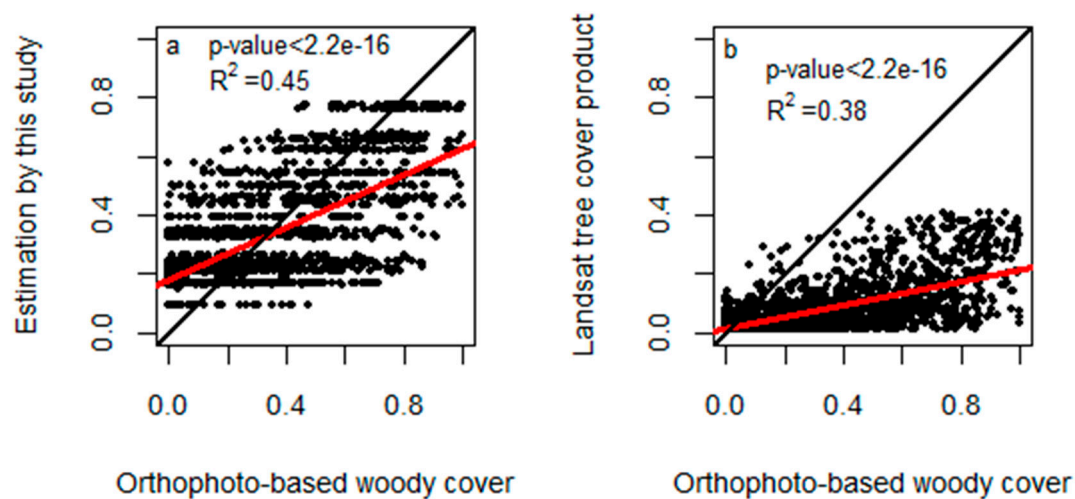 a
p-value<2.2e-16
R² =0.45
Estimation by this study
0.8
0.4
0.0
0.0 0.4 0.8
Orthophoto-based woody cover
b
p-value<2.2e-16
R² =0.38
Landsat tree cover product
0.8
0.4
0.0
0.0 0.4 0.8
Orthophoto-based woody cover